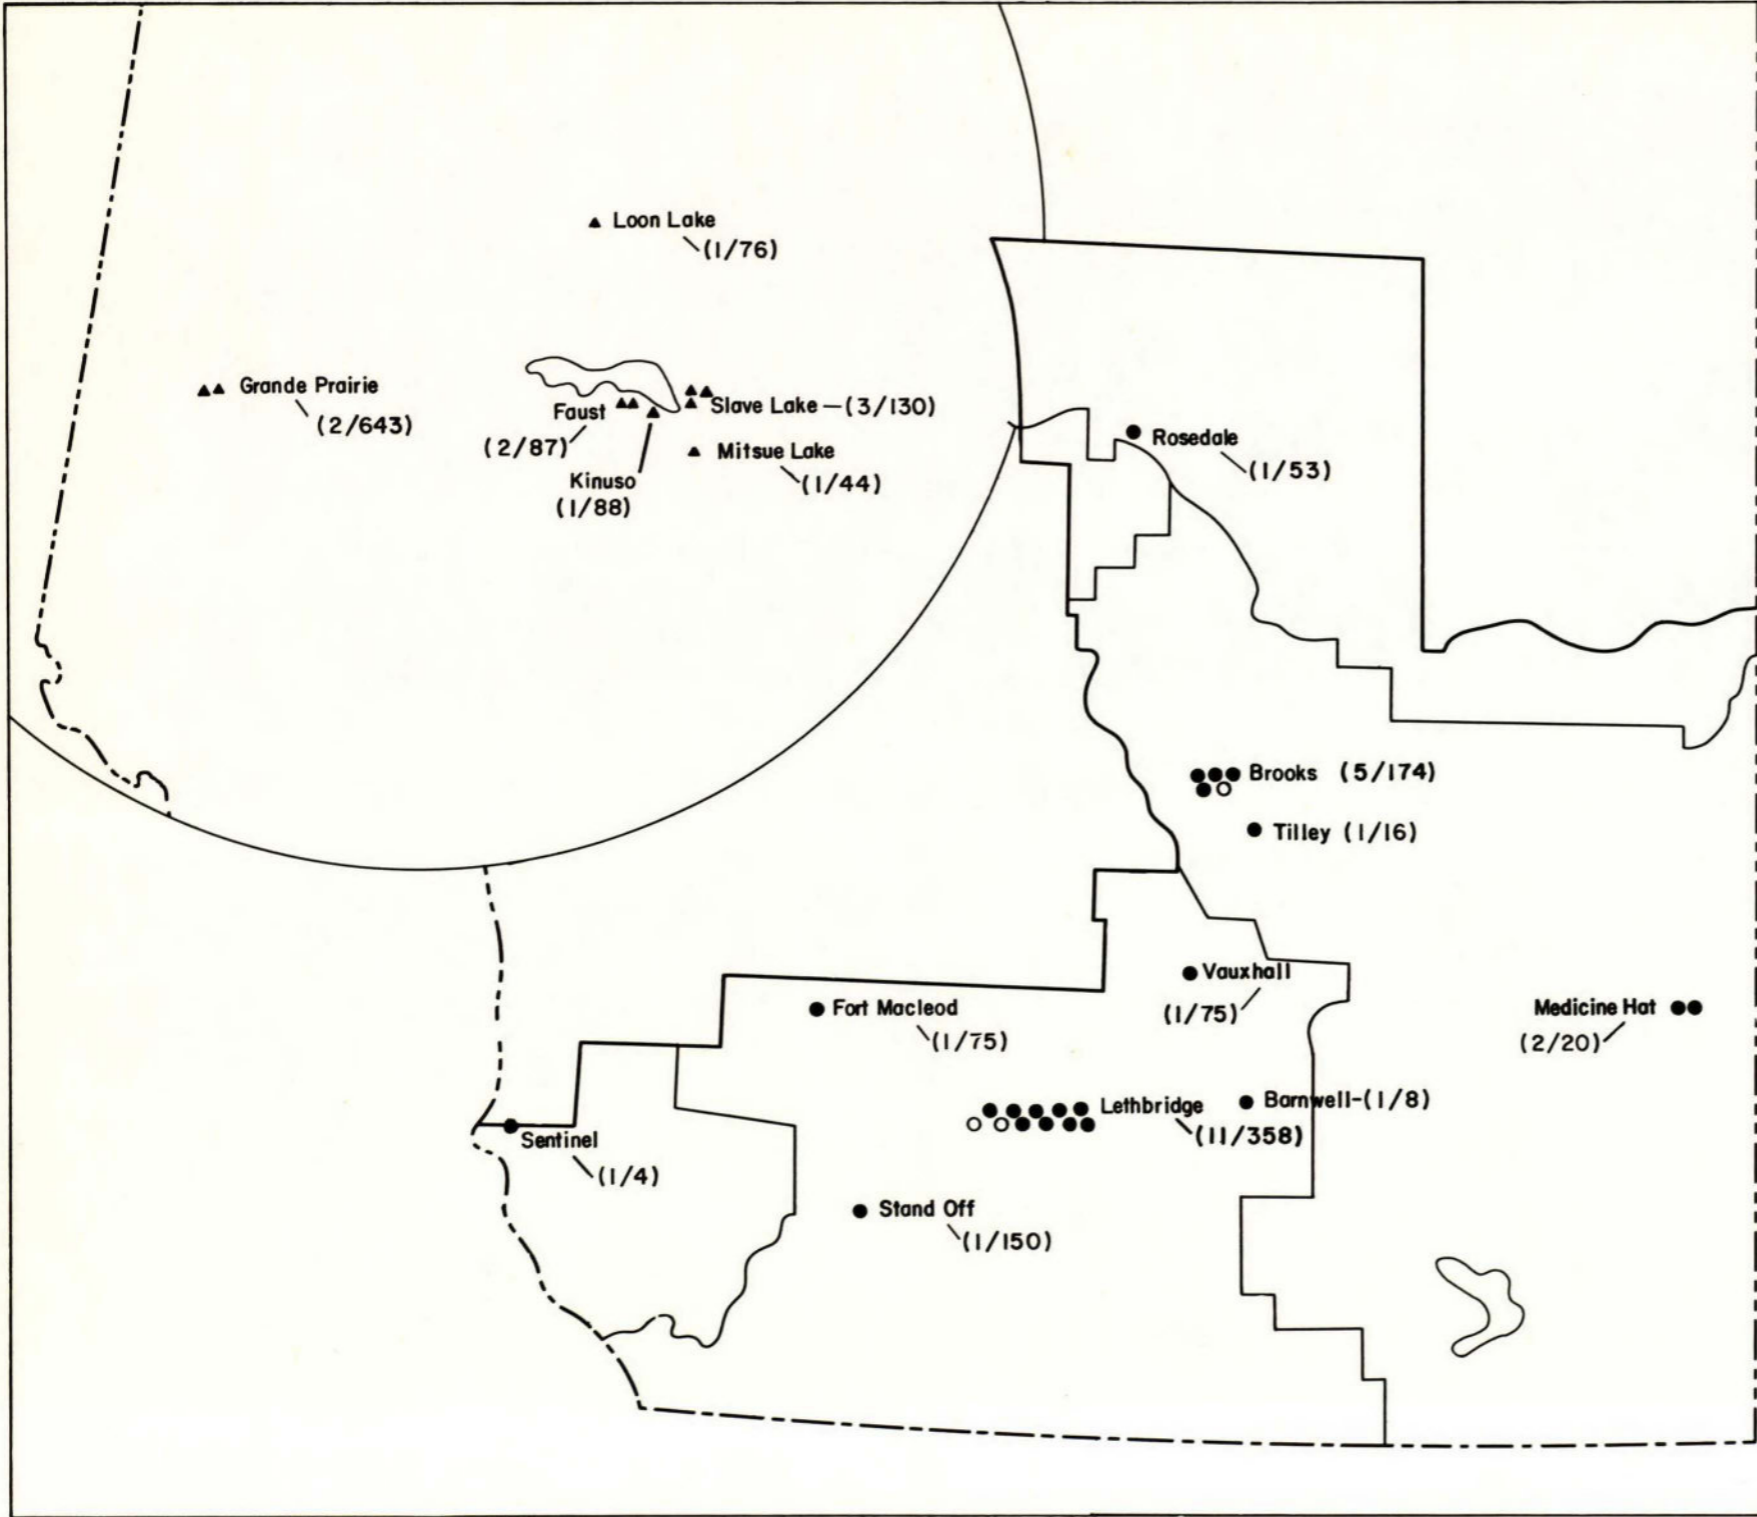 Loon Lake
(1/76)
Grande Prairie
(2/643)
Faust
(2/87)
Slave Lake — (3/130)
Kinuso
(1/88)
Mitsue Lake
(1/44)
Rosedale
(1/53)
Brooks (5/174)
Tilley (1/16)
Vauxhall
(1/75)
Fort Macleod
(1/75)
Medicine Hat
(2/20)
Lethbridge
(11/358)
Barnwell-(1/8)
Sentinel
(1/4)
Stand Off
(1/150)